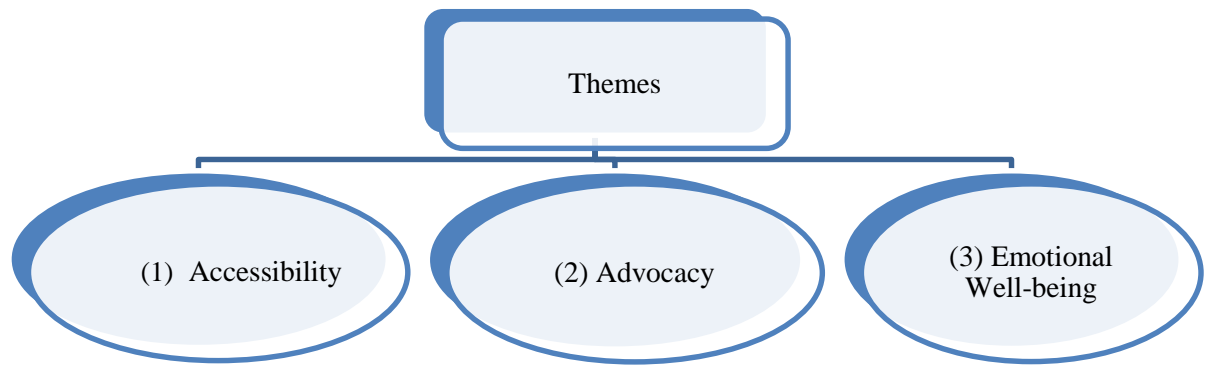 Themes
(1) Accessibility
(2) Advocacy
(3) Emotional
Well-being